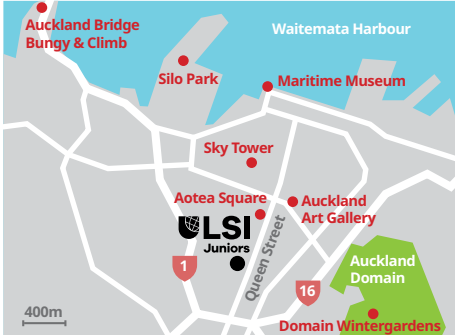 Auckland Bridge
Bungy & Climb
Waitemata Harbour
Silo Park
Maritime Museum
Sky Tower
Aotea Square
Auckland
Art Gallery
LSI
Juniors
Queen Street
1
16
Auckland
Domain
400m
Domain Wintergardens